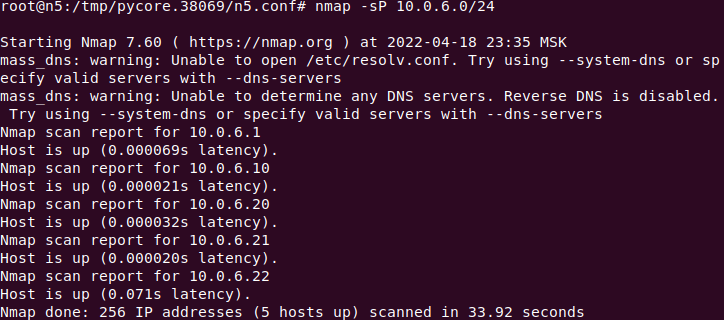 root@n5:/tmp/pycore.38069/n5.conf# nmap -sP 10.0.6.0/24
Starting Nmap 7.60 ( https://nmap.org ) at 2022-04-18 23:35 MSK
mass_dns: warning: Unable to open /etc/resolv.conf. Try using --system-dns or sp
ecify valid servers with --dns-servers
mass_dns: warning: Unable to determine any DNS servers. Reverse DNS is disabled.
 Try using --system-dns or specify valid servers with --dns-servers
Nmap scan report for 10.0.6.1
Host is up (0.000069s latency).
Nmap scan report for 10.0.6.10
Host is up (0.000021s latency).
Nmap scan report for 10.0.6.20
Host is up (0.000032s latency).
Nmap scan report for 10.0.6.21
Host is up (0.000020s latency).
Nmap scan report for 10.0.6.22
Host is up (0.071s latency).
Nmap done: 256 IP addresses (5 hosts up) scanned in 33.92 seconds